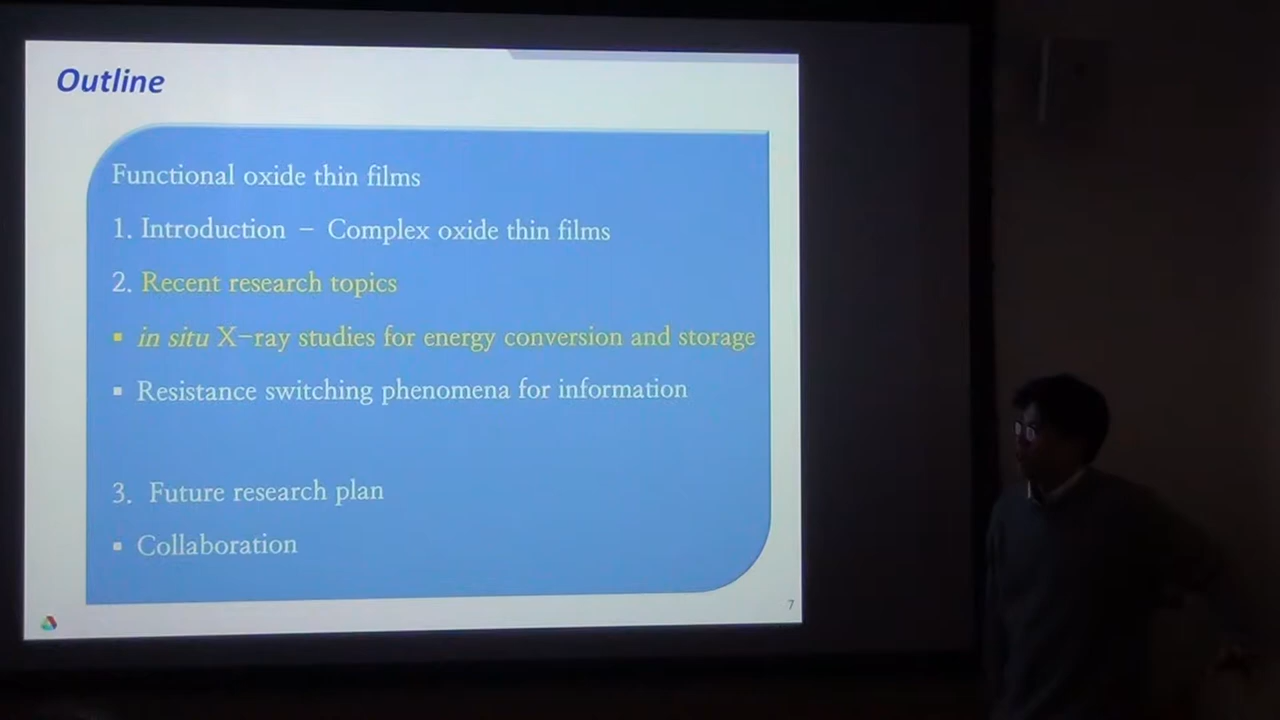 Outline
Functional oxide thin films
1. Introduction – Complex oxide thin films
2. Recent research topics
▪ in situ X-ray studies for energy conversion and storage
▪ Resistance switching phenomena for information
3. Future research plan
▪ Collaboration
7